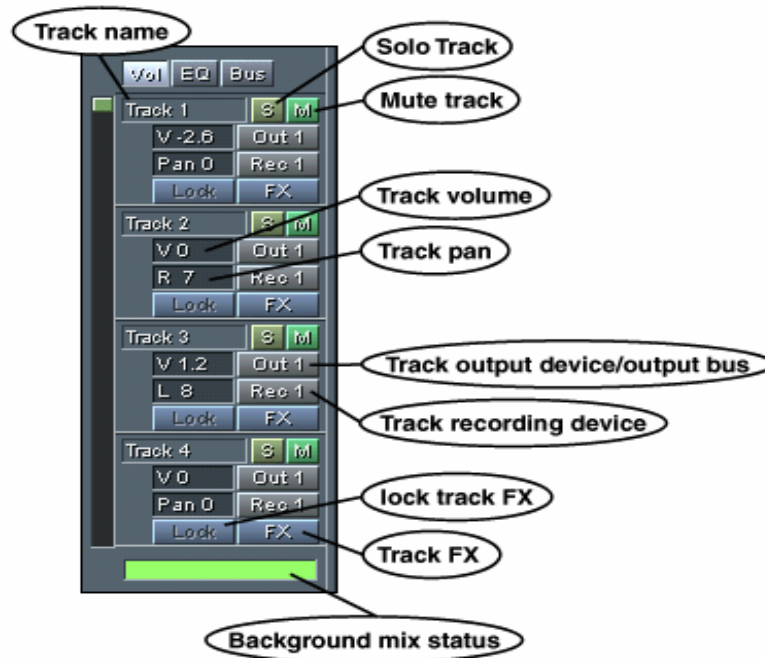 Track name
Solo Track
Vol EQ Bus
Track 1 S M
Mute track
V -2.6 Out 1
Pan 0 Rec 1
Lock FX
Track volume
Track 2 S M
V 0 Out 1
Track pan
R 7 Rec 1
Lock FX
Track 3 S M
V 1.2 Out 1
Track output device/output bus
L 8 Rec 1
Track recording device
Lock FX
Track 4 S M
V 0 Out 1
lock track FX
Pan 0 Rec 1
Lock FX
Track FX
Background mix status